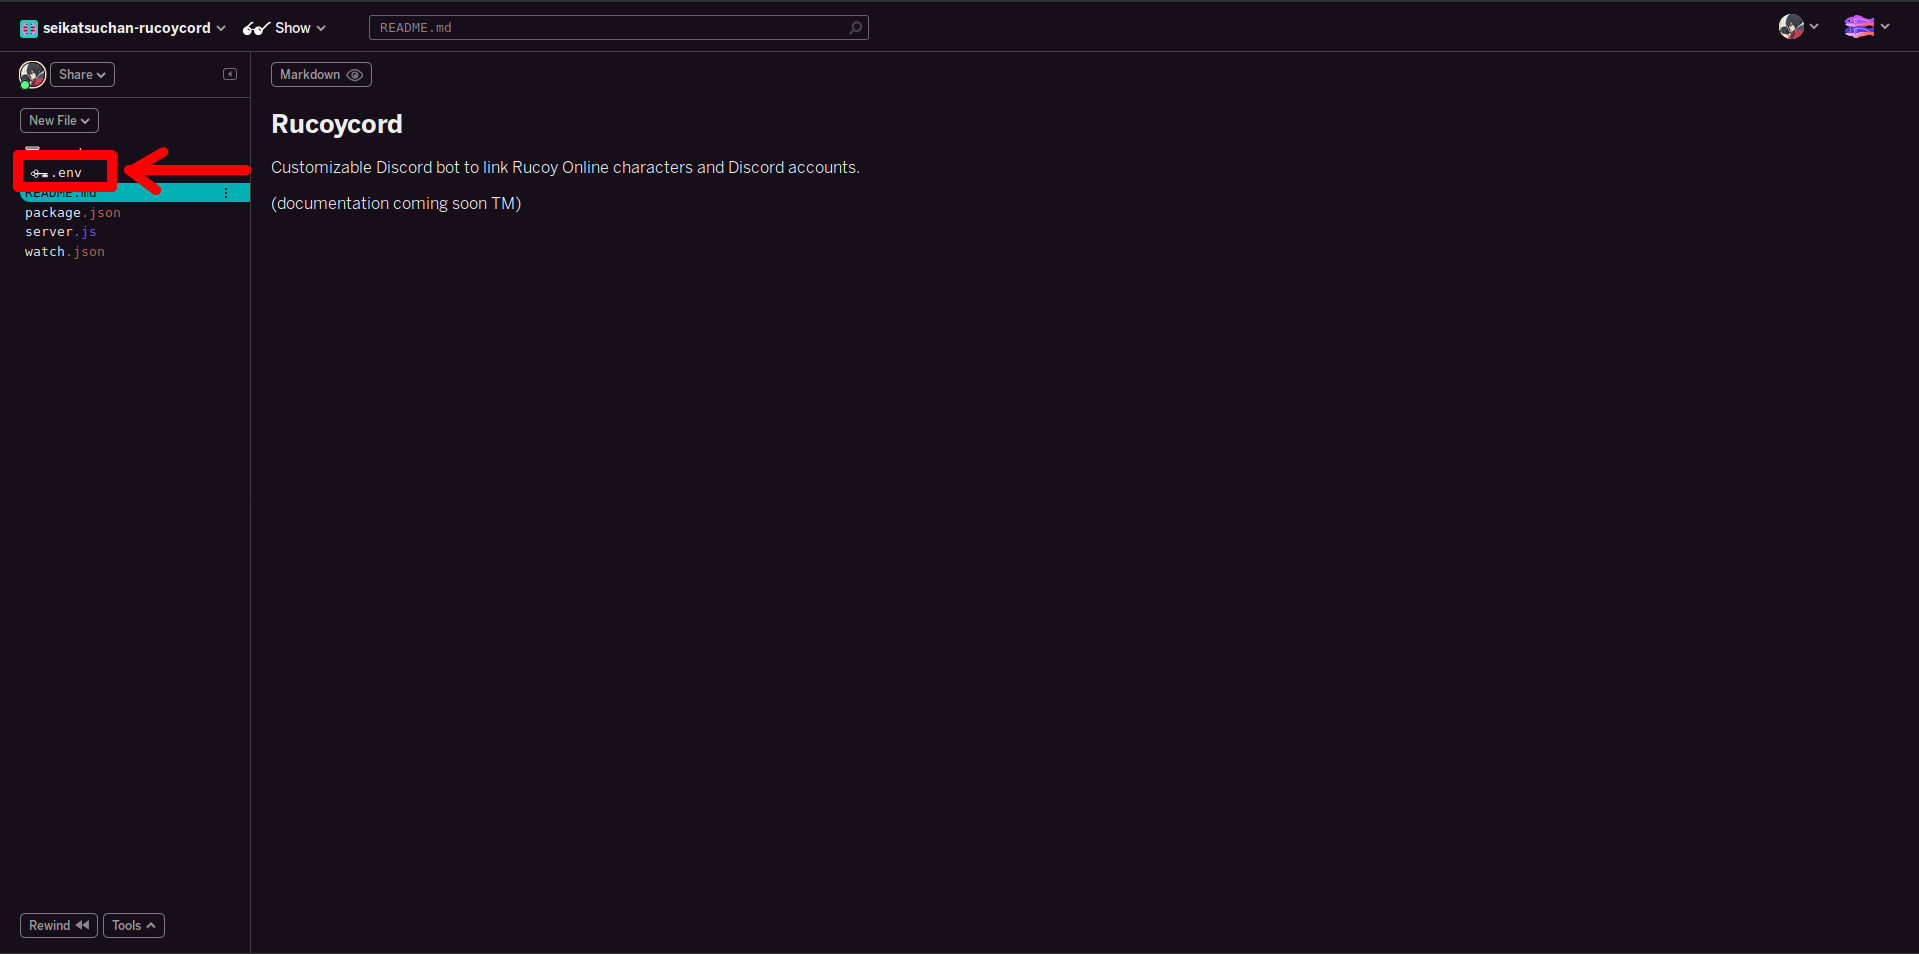 seikatsuchan-rucoycord Show README.md
Share Markdown
New File
.env
README.md
package.json
server.js
watch.json
Rucoycord
Customizable Discord bot to link Rucoy Online characters and Discord accounts.
(documentation coming soon TM)
Rewind Tools